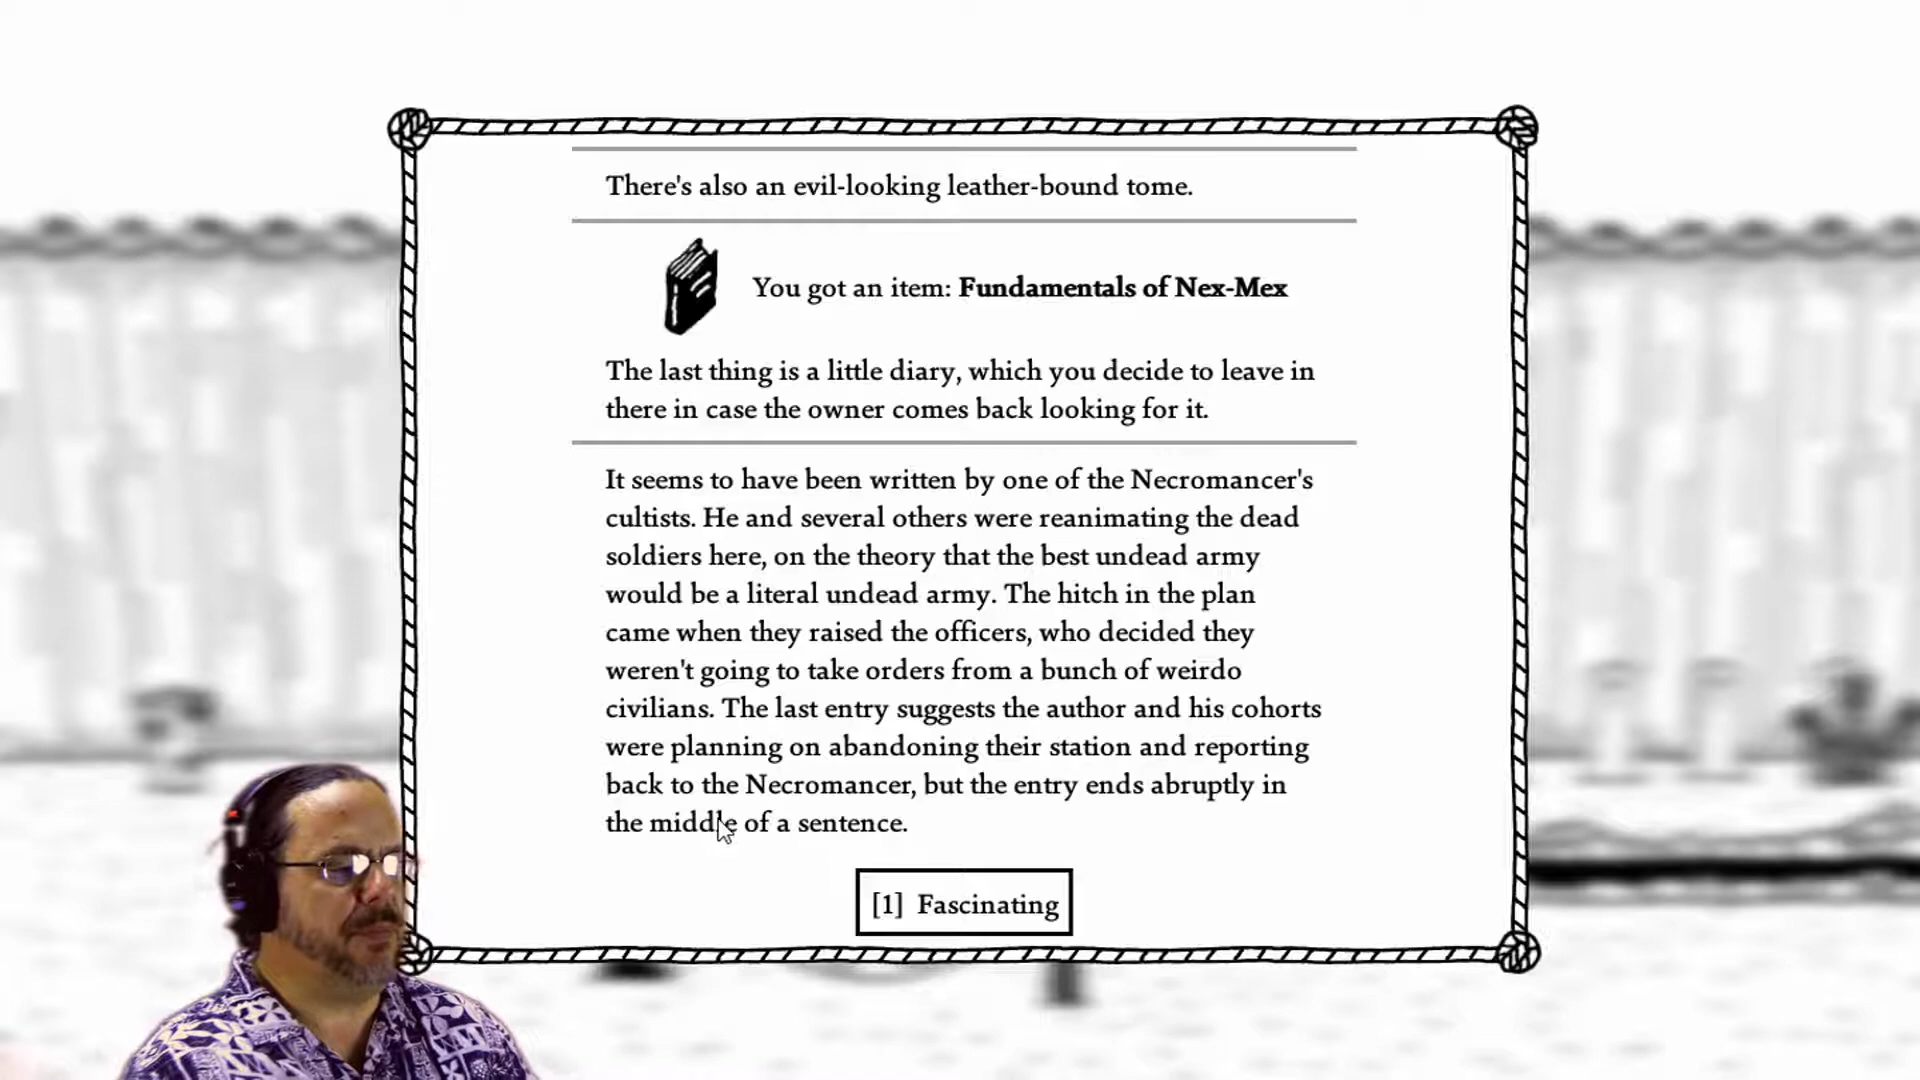 There's also an evil-looking leather-bound tome.
You got an item: Fundamentals of Nex-Mex
The last thing is a little diary, which you decide to leave in
there in case the owner comes back looking for it.
It seems to have been written by one of the Necromancer's
cultists. He and several others were reanimating the dead
soldiers here, on the theory that the best undead army
would be a literal undead army. The hitch in the plan
came when they raised the officers, who decided they
weren't going to take orders from a bunch of weirdo
civilians. The last entry suggests the author and his cohorts
were planning on abandoning their station and reporting
back to the Necromancer, but the entry ends abruptly in
the middle of a sentence.
[1] Fascinating